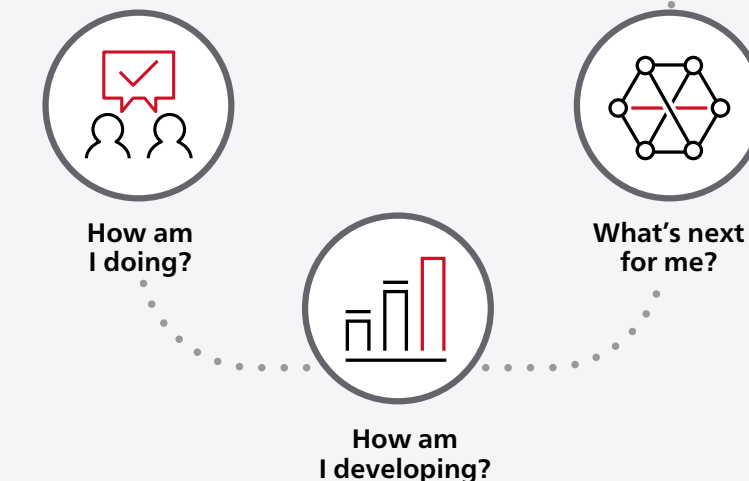 How am
I doing?
What's next
for me?
How am
I developing?